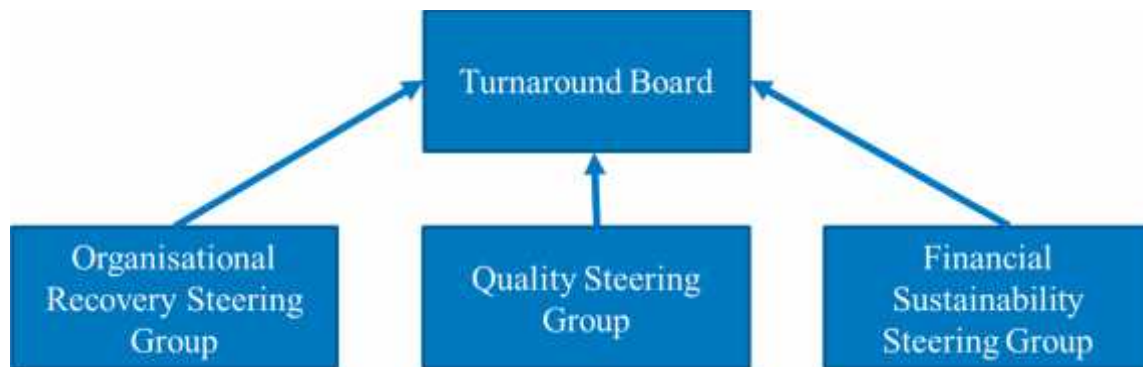 Turnaround Board
Organisational
Recovery Steering
Group
Quality Steering
Group
Financial
Sustainability
Steering Group